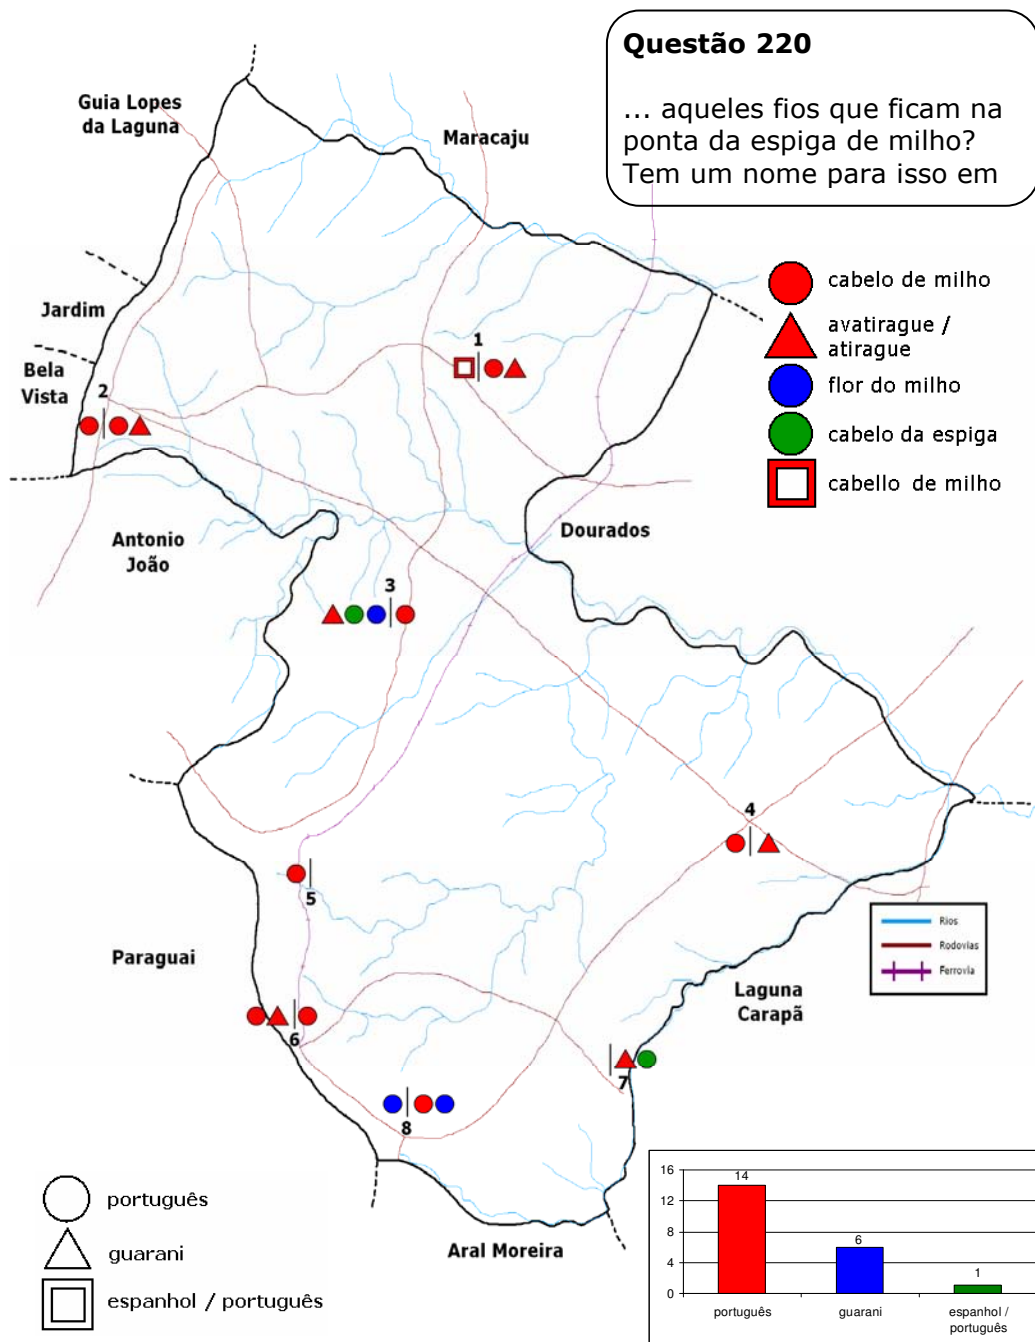 Questão 220
... aqueles fios que ficam na
ponta da espiga de milho?
Tem um nome para isso em
Guia Lopes
da Laguna
Maracaju
cabelo de milho
avatirague /
atirague
flor do milho
cabelo da espiga
cabello de milho
Jardim
Bela
Vista
1
2
Antonio
João
Dourados
3
4
5
Paraguai
Rios
Rodovias
Ferrovia
Laguna
Carapã
6
7
8
Aral Moreira
português
guarani
espanhol / português
16
12
8
4
0
14
6
1
português
guarani
espanhol /
português